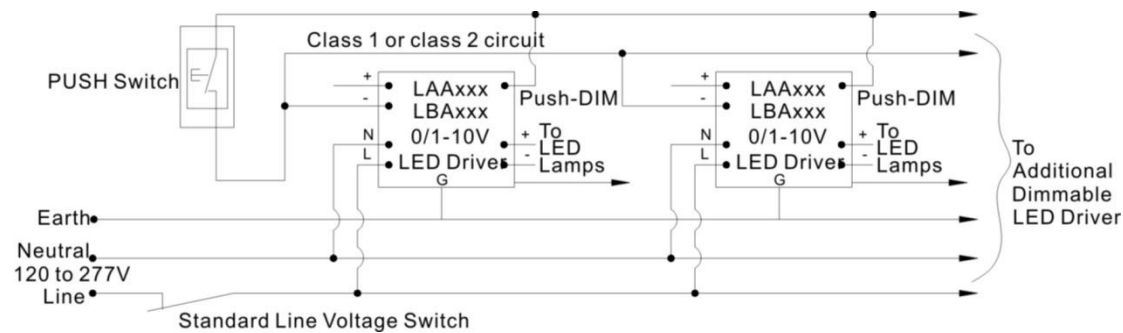 Class 1 or class 2 circuit
PUSH Switch
+
LAAxxx
Push-DIM
-
LBAxxx
N
0/1-10V
+ To
LED
L
LED Driver
- Lamps
G
+
LAAxxx
Push-DIM
-
LBAxxx
N
0/1-10V
+ To
LED
L
LED Driver
- Lamps
G
To
Additional
Dimmable
LED Driver
Earth
Neutral
120 to 277V
Line
Standard Line Voltage Switch